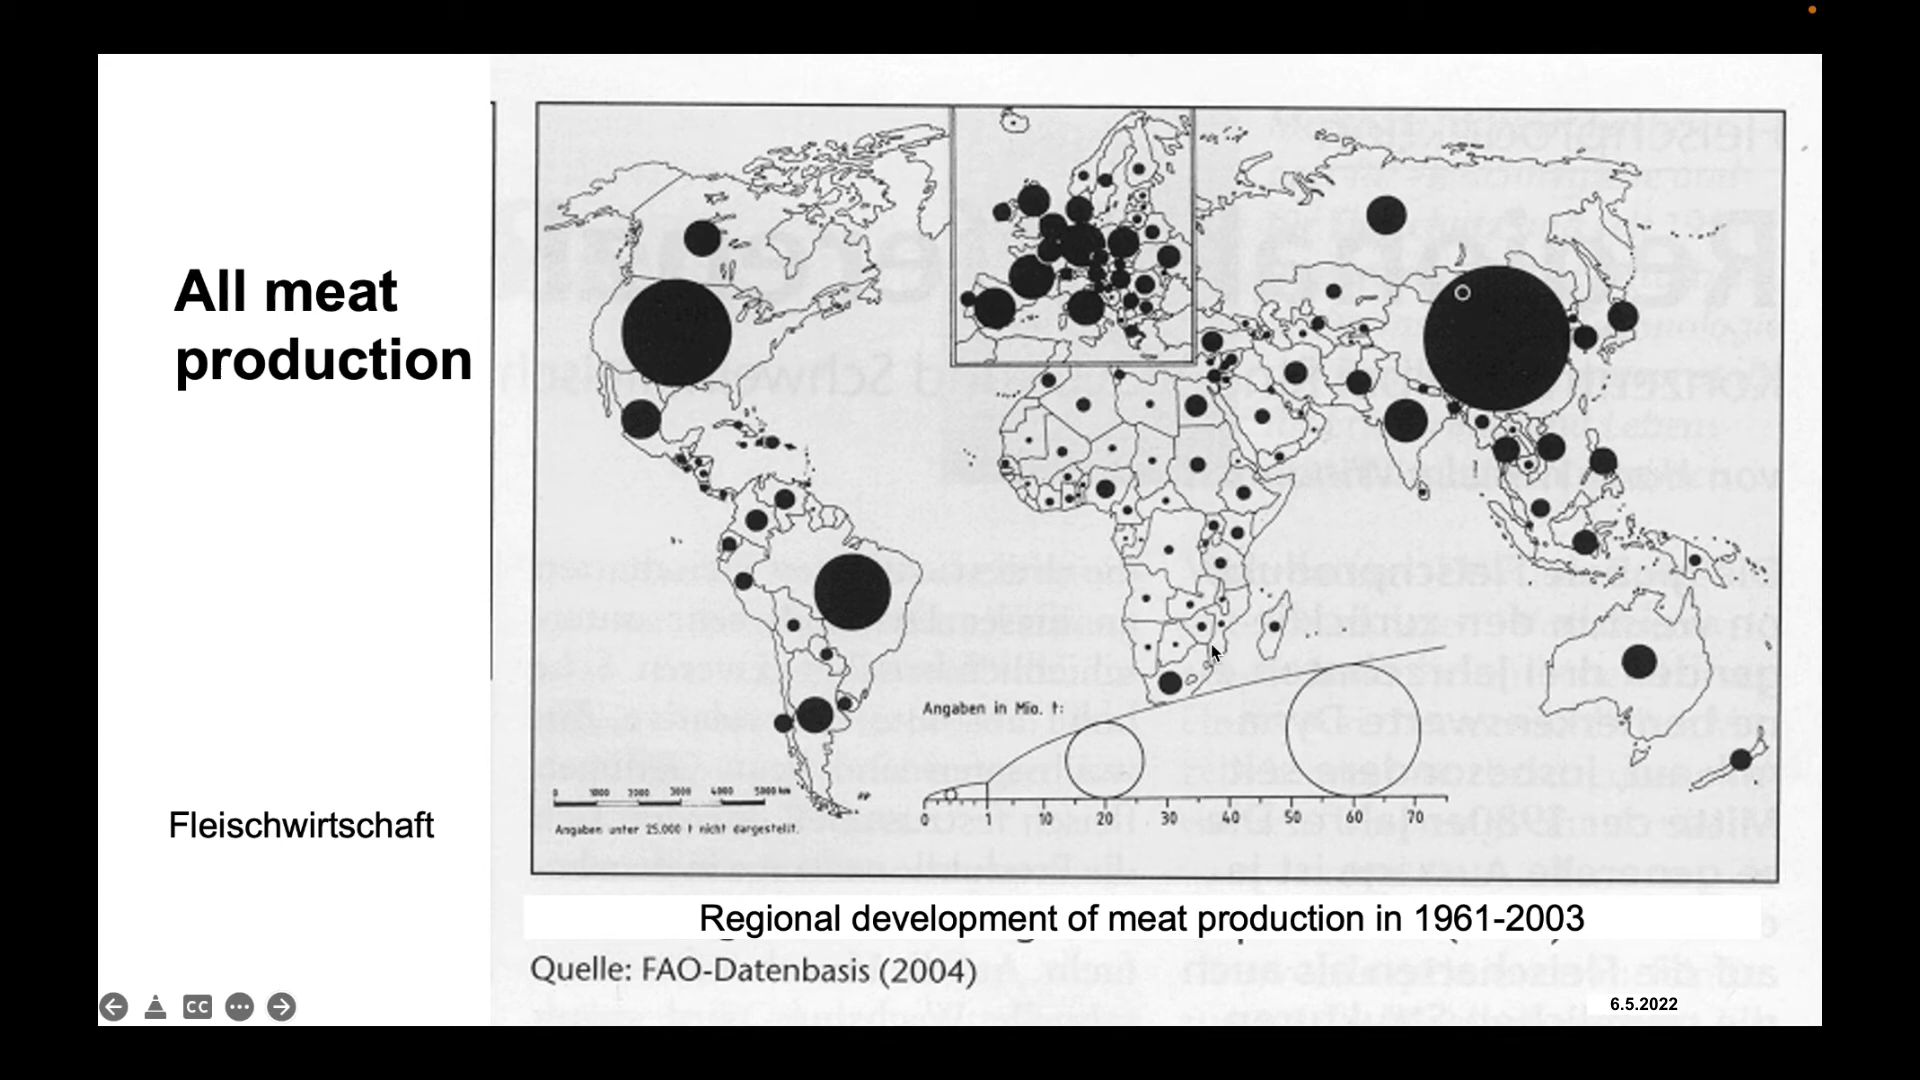 All meat
production
Fleischwirtschaft
Angaben in Mio. t:
0 1000 2000 3000 4000 5000 km
Angaben unter 25.000 t nicht dargestellt.
0 10 20 30 40 50 60 70
Regional development of meat production in 1961-2003
Quelle: FAO-Datenbasis (2004)
CC
6.5.2022